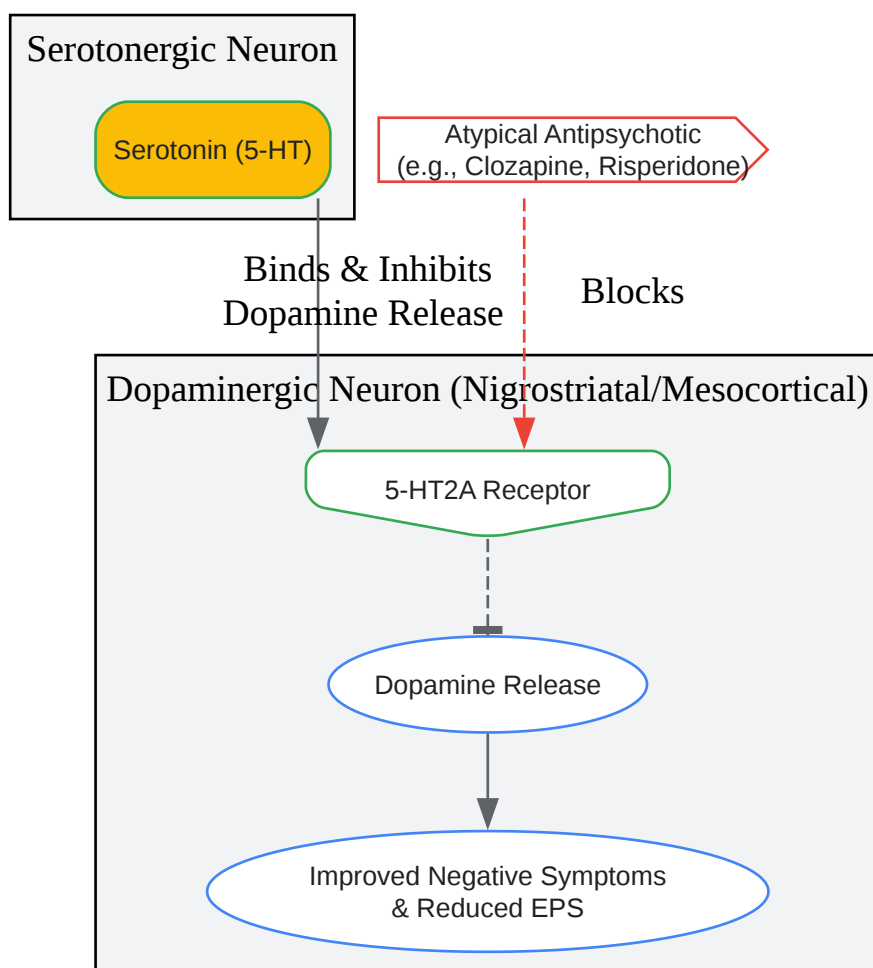 Serotonergic Neuron
Serotonin (5-HT)
Atypical Antipsychotic
(e.g., Clozapine, Risperidone)
Binds & Inhibits
Dopamine Release
Blocks
Dopaminergic Neuron (Nigrostriatal/Mesocortical)
5-HT2A Receptor
Dopamine Release
Improved Negative Symptoms
& Reduced EPS